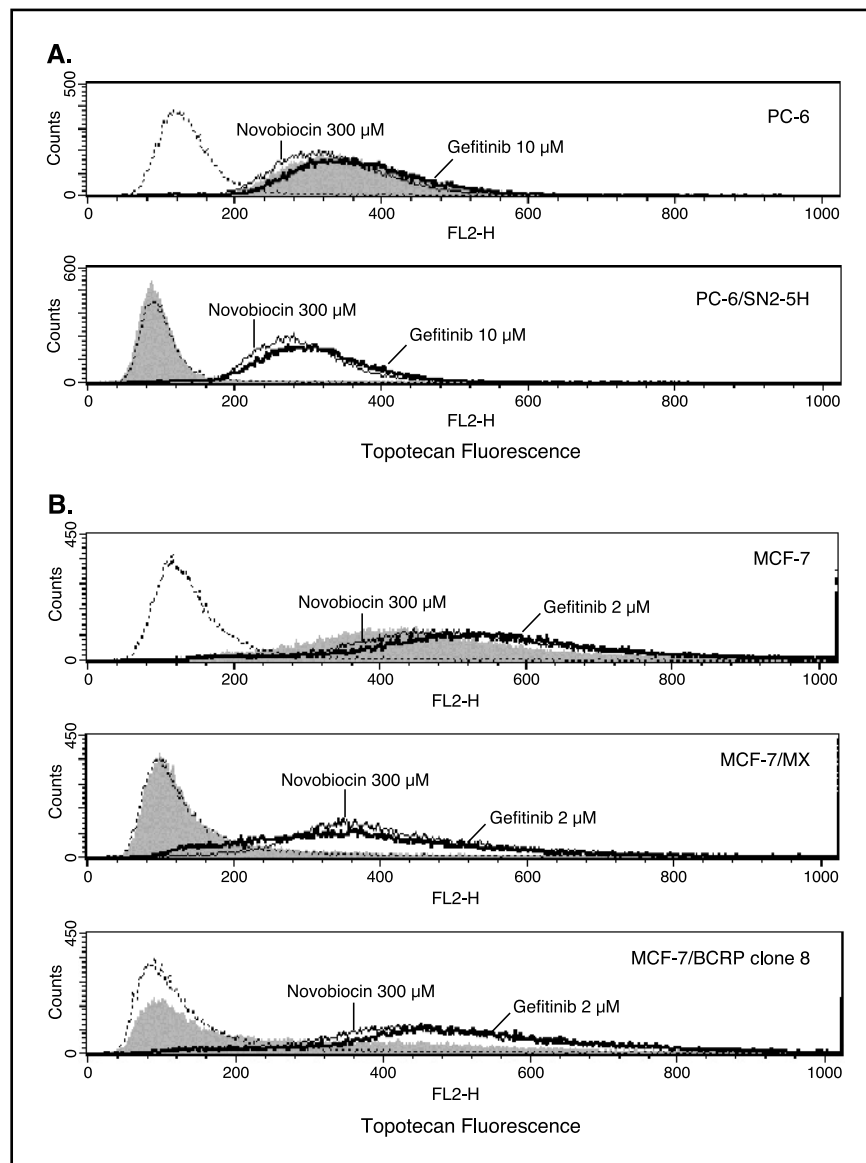 A.
500
Counts
0
PC-6
Novobiocin 300 µM
Gefitinib 10 µM
0 200 400 600 800 1000
FL2-H
600
Counts
0
PC-6/SN2-5H
Novobiocin 300 µM
Gefitinib 10 µM
0 200 400 600 800 1000
FL2-H
Topotecan Fluorescence
B.
450
Counts
0
MCF-7
Novobiocin 300 µM
Gefitinib 2 µM
0 200 400 600 800 1000
FL2-H
450
Counts
0
MCF-7/MX
Novobiocin 300 µM
Gefitinib 2 µM
0 200 400 600 800 1000
FL2-H
450
Counts
0
MCF-7/BCRP clone 8
Novobiocin 300 µM
Gefitinib 2 µM
0 200 400 600 800 1000
FL2-H
Topotecan Fluorescence